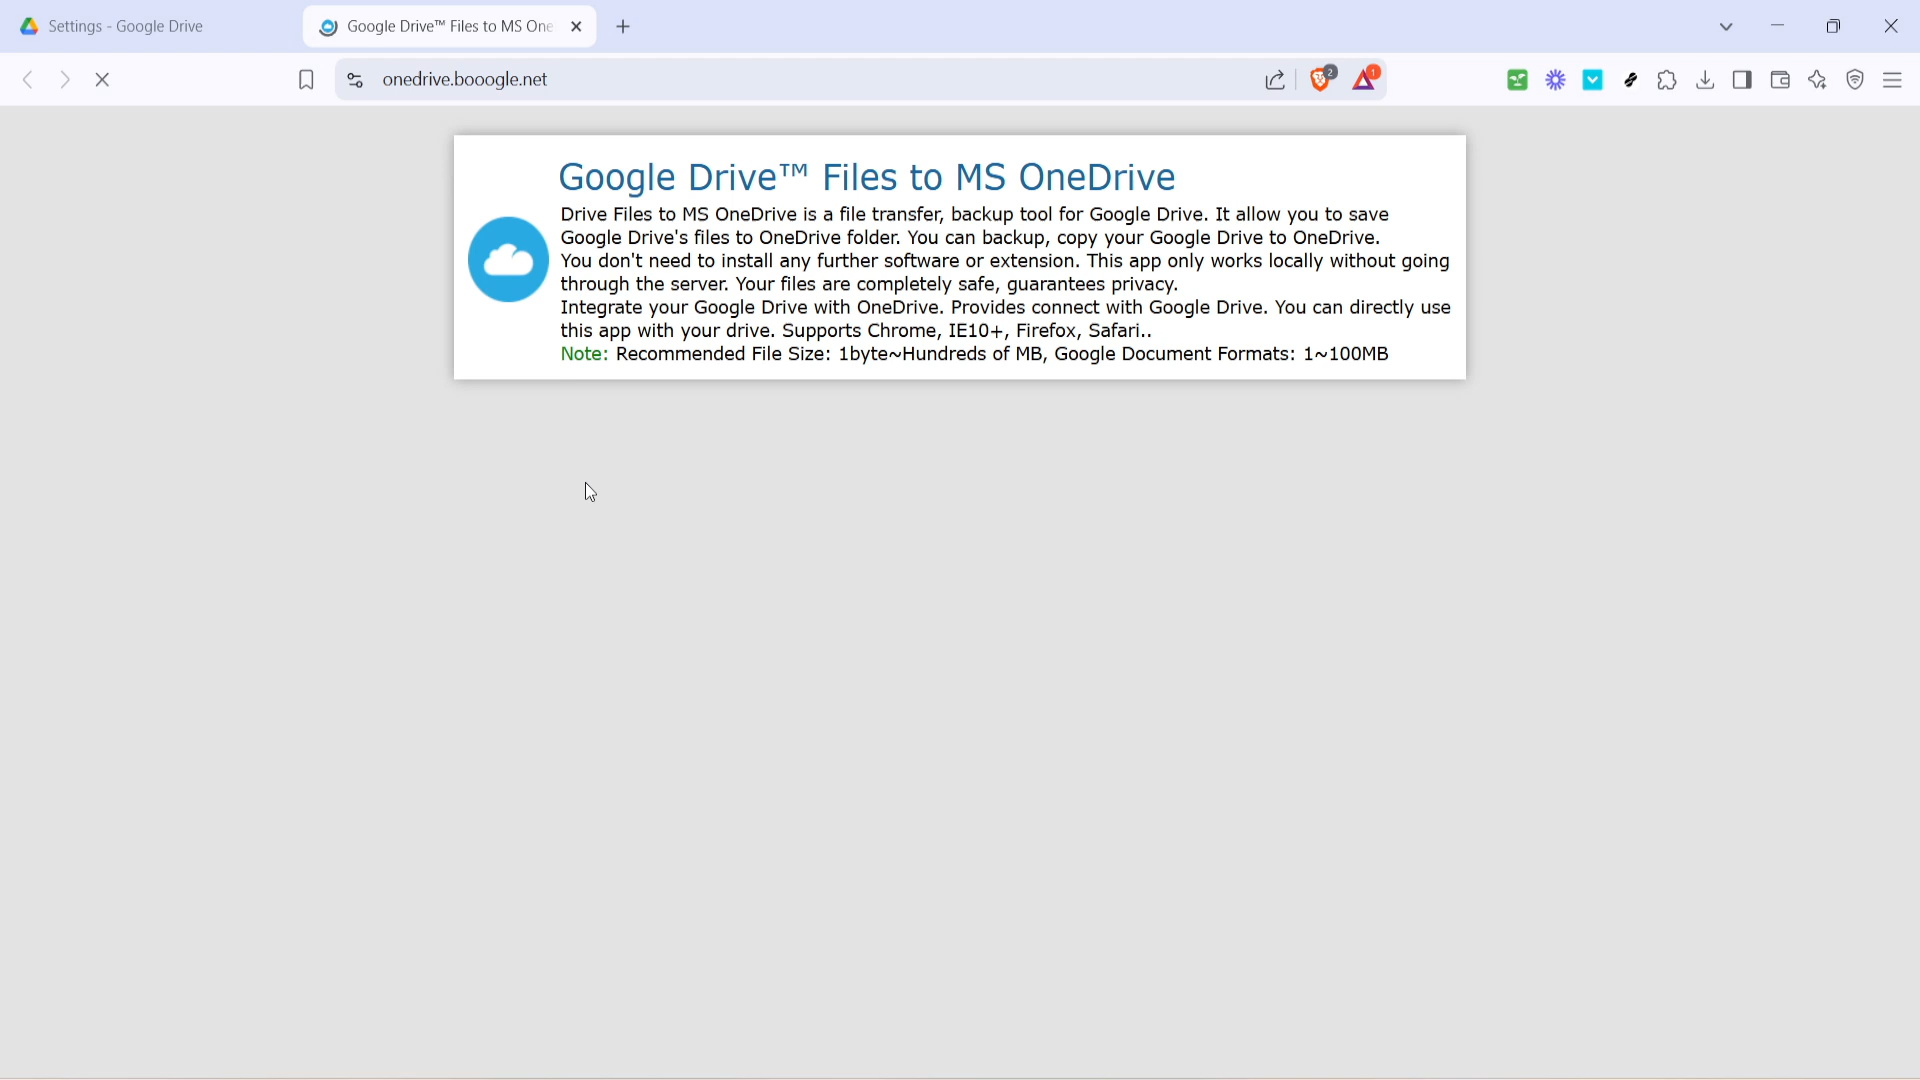 Settings - Google Drive
Google Drive™ Files to MS One
onedrive.booogle.net
2
1
Google Drive™ Files to MS OneDrive
Drive Files to MS OneDrive is a file transfer, backup tool for Google Drive. It allow you to save
Google Drive's files to OneDrive folder. You can backup, copy your Google Drive to OneDrive.
You don't need to install any further software or extension. This app only works locally without going
through the server. Your files are completely safe, guarantees privacy.
Integrate your Google Drive with OneDrive. Provides connect with Google Drive. You can directly use
this app with your drive. Supports Chrome, IE10+, Firefox, Safari..
Note: Recommended File Size: 1byte~Hundreds of MB, Google Document Formats: 1~100MB